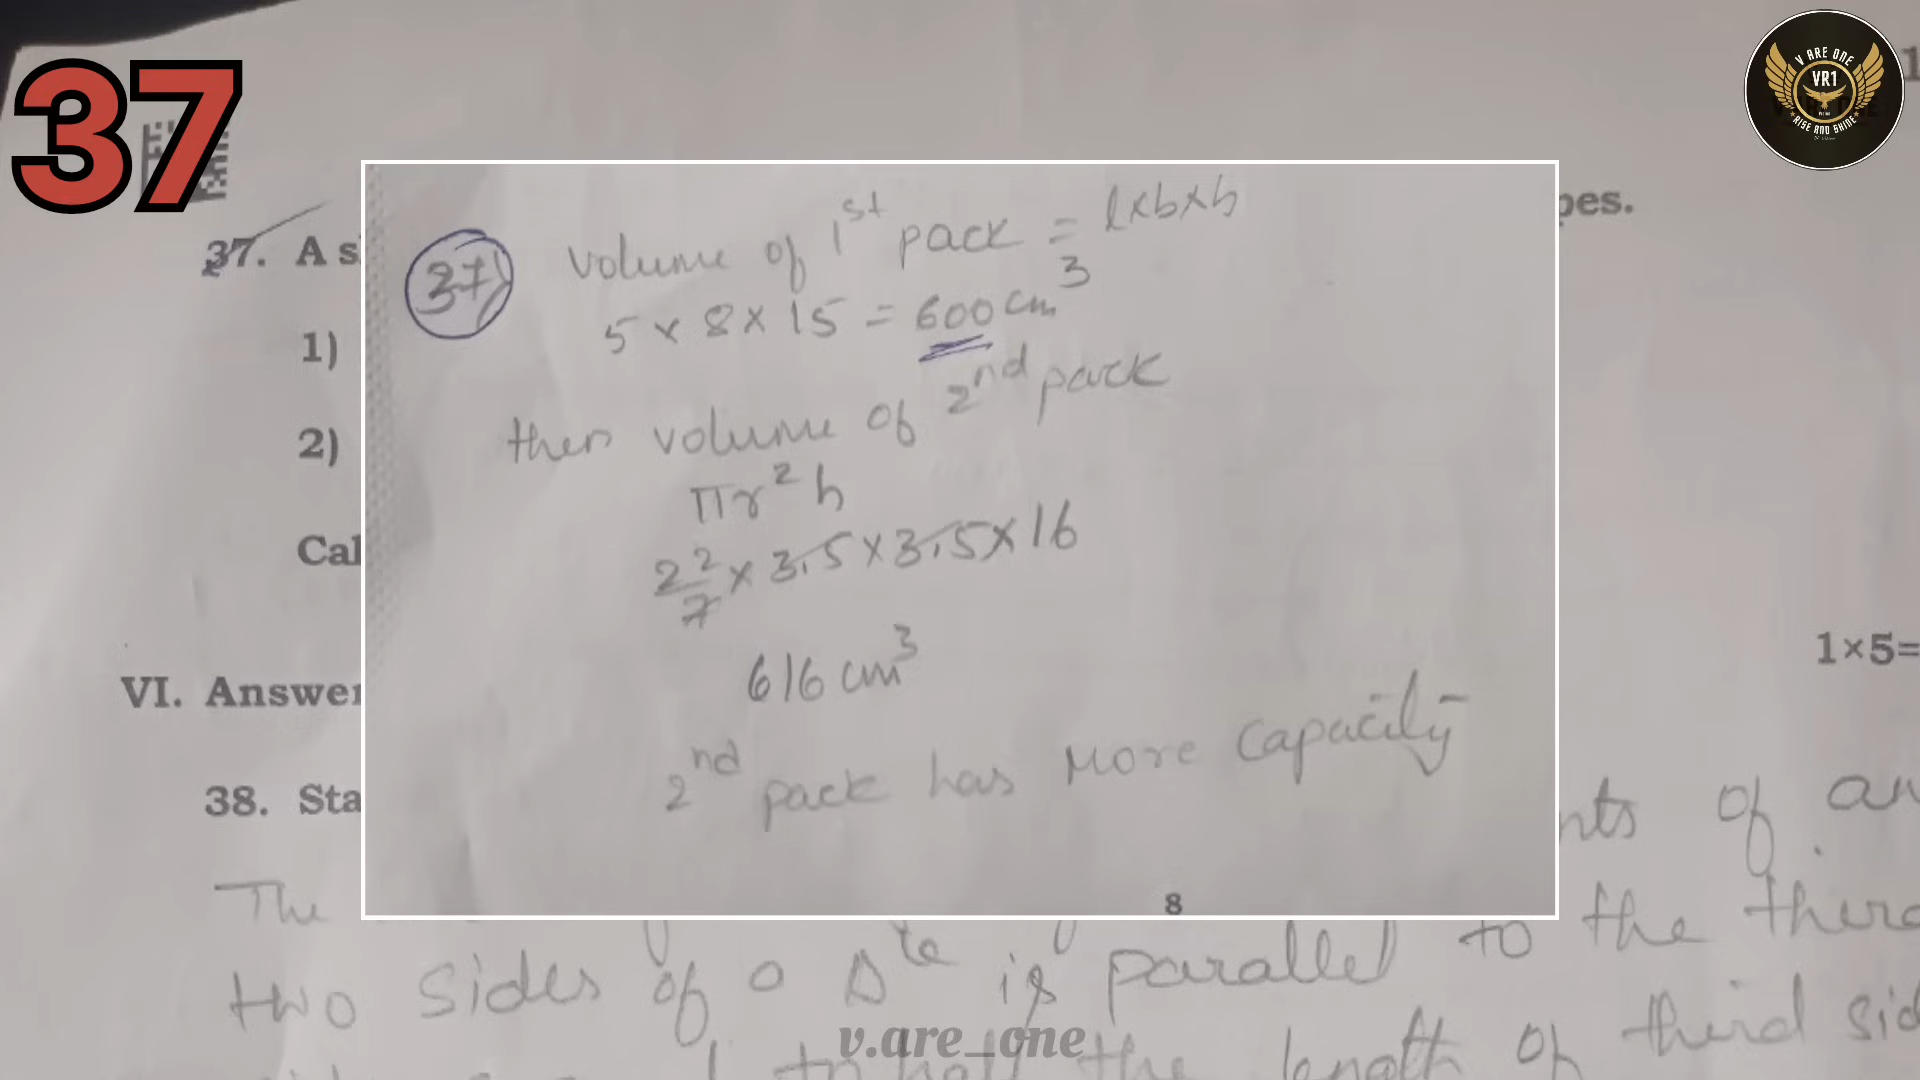 37
V ARE ONE
VR1
RISE AND SHINE
pes.
37. A s
37)
volume of 1st pack = l×b×h
5 × 8 × 15 = 600 cm³
1)
then volume of 2nd pack
2)
πr²h
22/7 × 3.5 × 3.5 × 16
Cal
616 cm³
1×5=
VI. Answer
2nd pack has More capacity
38. Sta
nts of an
8
The
to the third
two sides of a Δle is parallel
v.are_one
to half the length of third sid